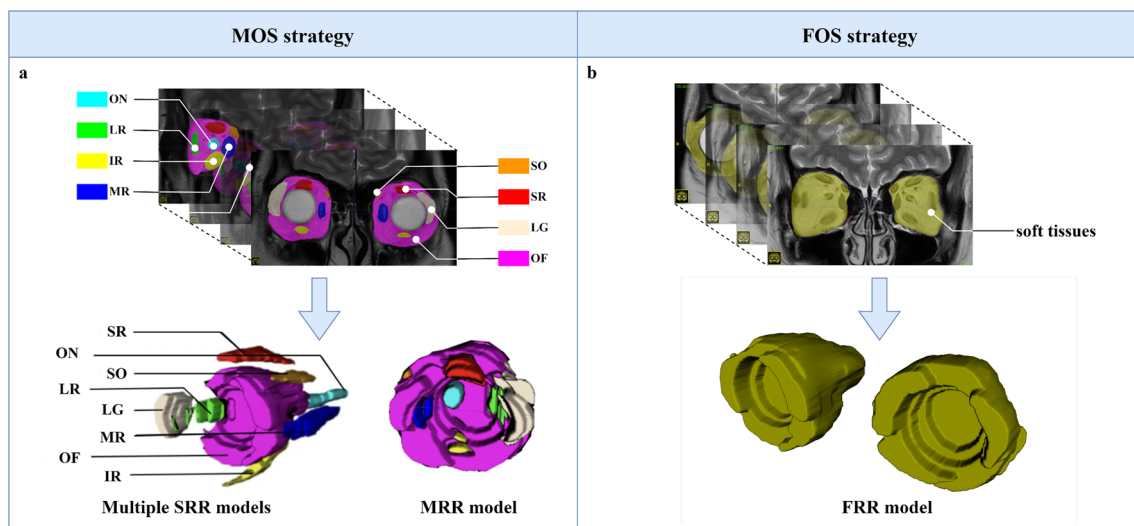 MOS strategy
FOS strategy
a
b
ON
LR
IR
MR
SO
SR
LG
OF
soft tissues
SR
ON
SO
LR
LG
MR
OF
IR
Multiple SRR models
MRR model
FRR model